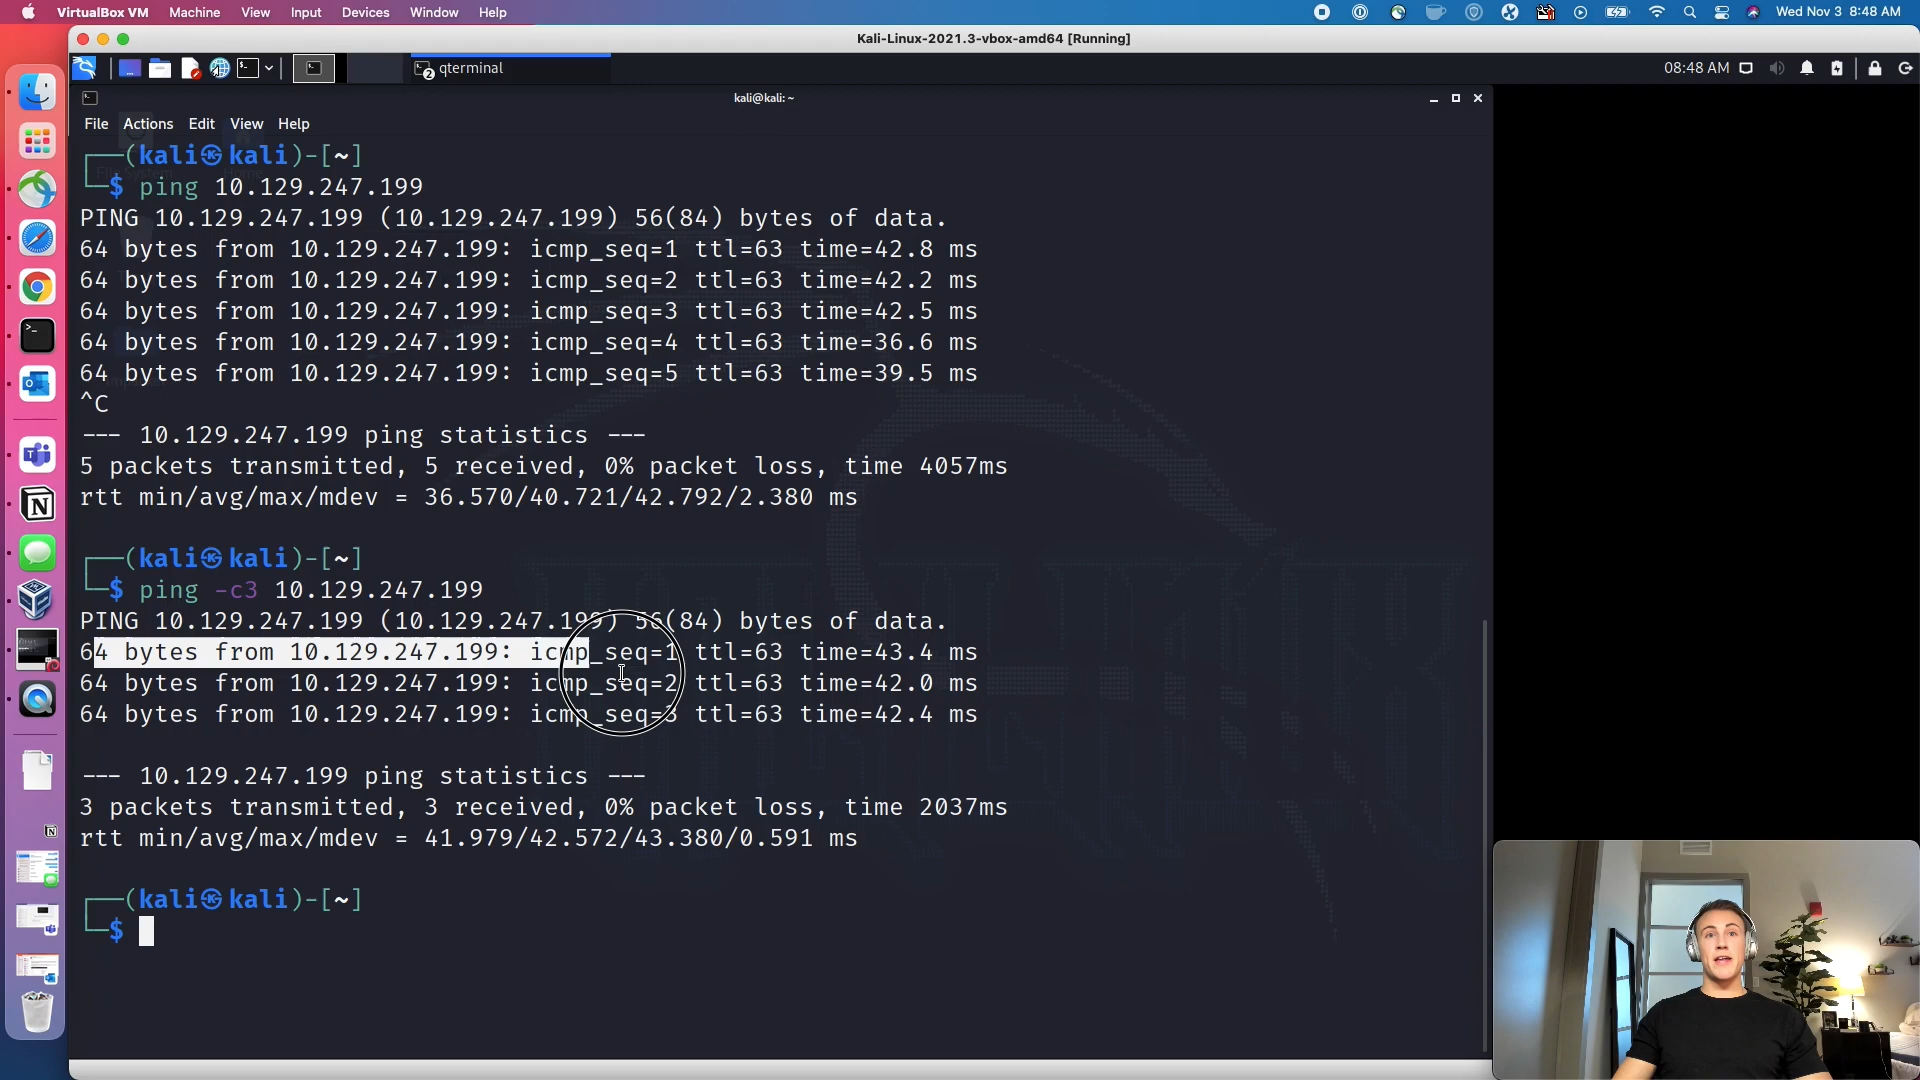 VirtualBox VM Machine View Input Devices Window Help Wed Nov 3 8:48 AM
Kali-Linux-2021.3-vbox-amd64 [Running]
2 qterminal 08:48 AM
kali@kali: ~
File Actions Edit View Help
┌──(kali㉿kali)-[~]
└─$ ping 10.129.247.199
PING 10.129.247.199 (10.129.247.199) 56(84) bytes of data.
64 bytes from 10.129.247.199: icmp_seq=1 ttl=63 time=42.8 ms
64 bytes from 10.129.247.199: icmp_seq=2 ttl=63 time=42.2 ms
64 bytes from 10.129.247.199: icmp_seq=3 ttl=63 time=42.5 ms
64 bytes from 10.129.247.199: icmp_seq=4 ttl=63 time=36.6 ms
64 bytes from 10.129.247.199: icmp_seq=5 ttl=63 time=39.5 ms
^C
--- 10.129.247.199 ping statistics ---
5 packets transmitted, 5 received, 0% packet loss, time 4057ms
rtt min/avg/max/mdev = 36.570/40.721/42.792/2.380 ms
┌──(kali㉿kali)-[~]
└─$ ping -c3 10.129.247.199
PING 10.129.247.199 (10.129.247.199) 56(84) bytes of data.
64 bytes from 10.129.247.199: icmp_seq=1 ttl=63 time=43.4 ms
64 bytes from 10.129.247.199: icmp_seq=2 ttl=63 time=42.0 ms
64 bytes from 10.129.247.199: icmp_seq=3 ttl=63 time=42.4 ms
--- 10.129.247.199 ping statistics ---
3 packets transmitted, 3 received, 0% packet loss, time 2037ms
rtt min/avg/max/mdev = 41.979/42.572/43.380/0.591 ms
┌──(kali㉿kali)-[~]
└─$